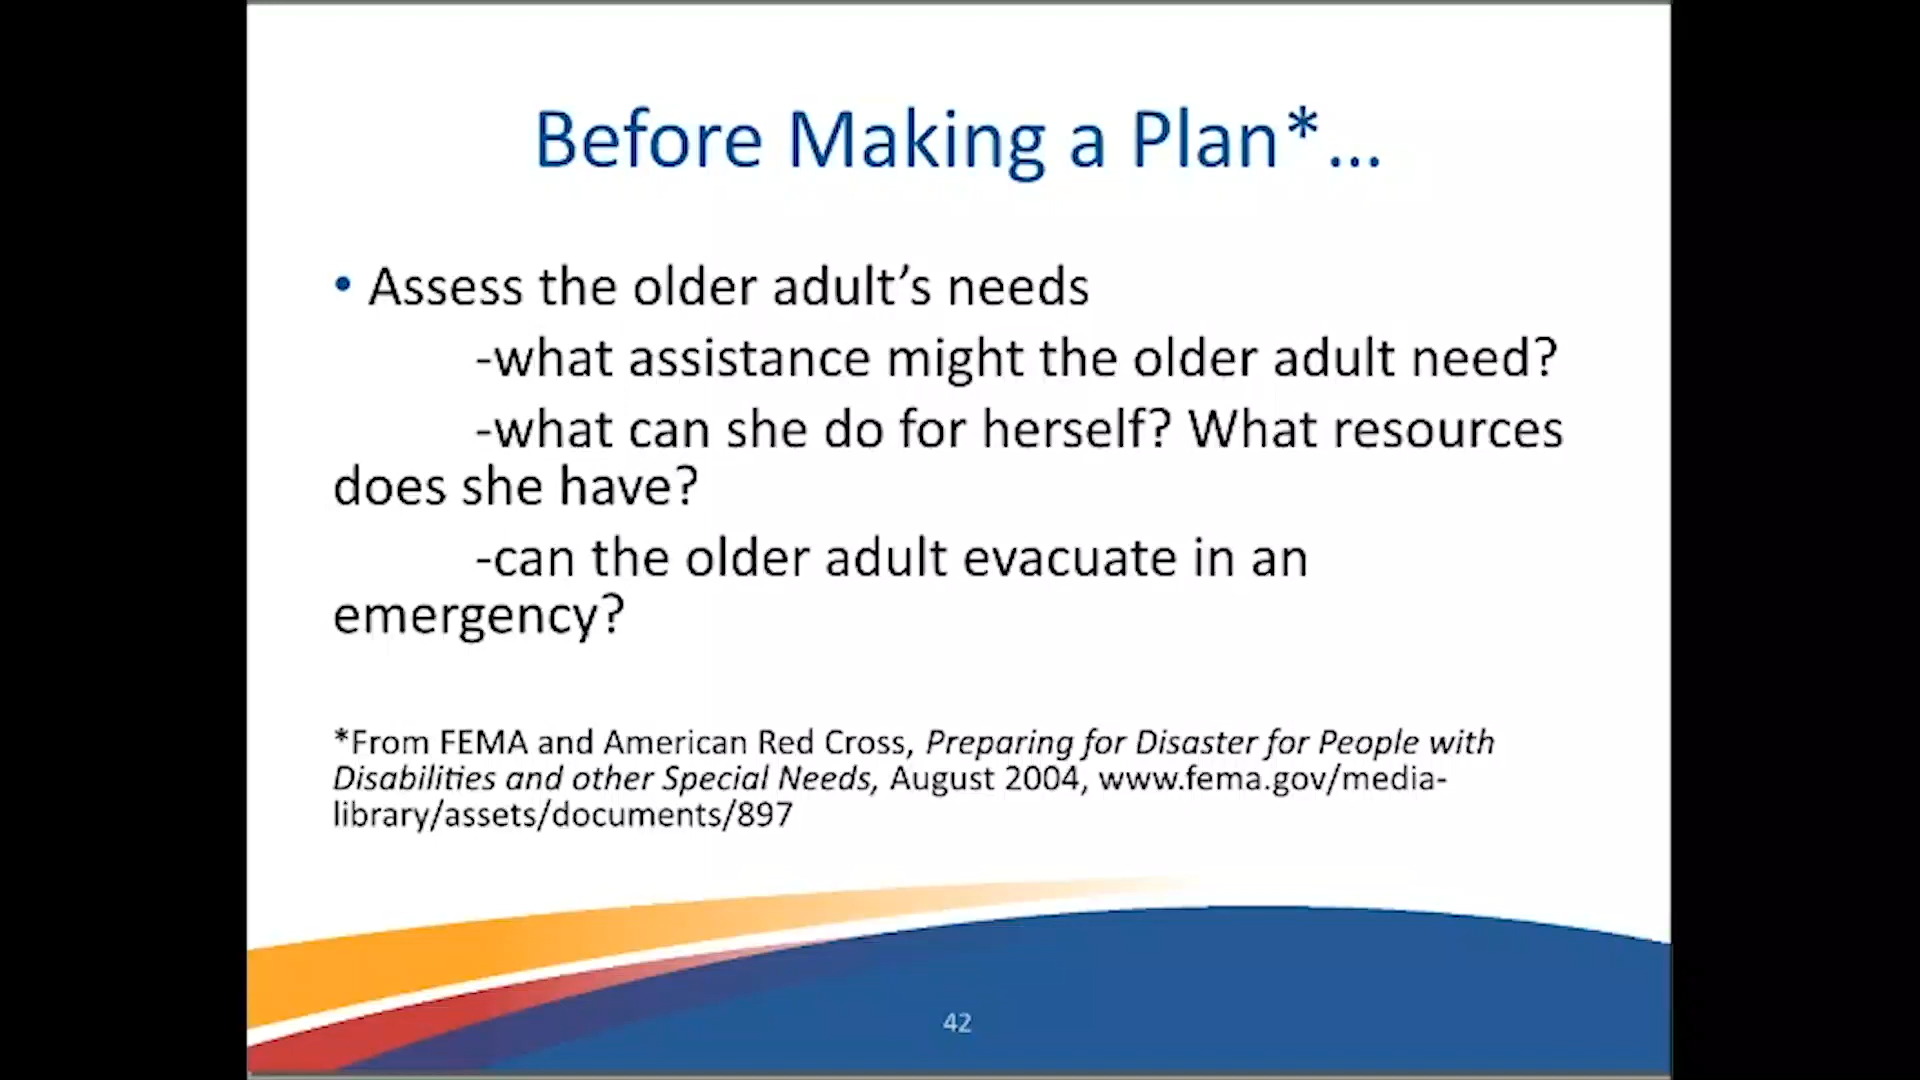 Before Making a Plan*...
• Assess the older adult’s needs
-what assistance might the older adult need?
-what can she do for herself? What resources
does she have?
-can the older adult evacuate in an
emergency?
*From FEMA and American Red Cross, Preparing for Disaster for People with
Disabilities and other Special Needs, August 2004, www.fema.gov/media-
library/assets/documents/897
42